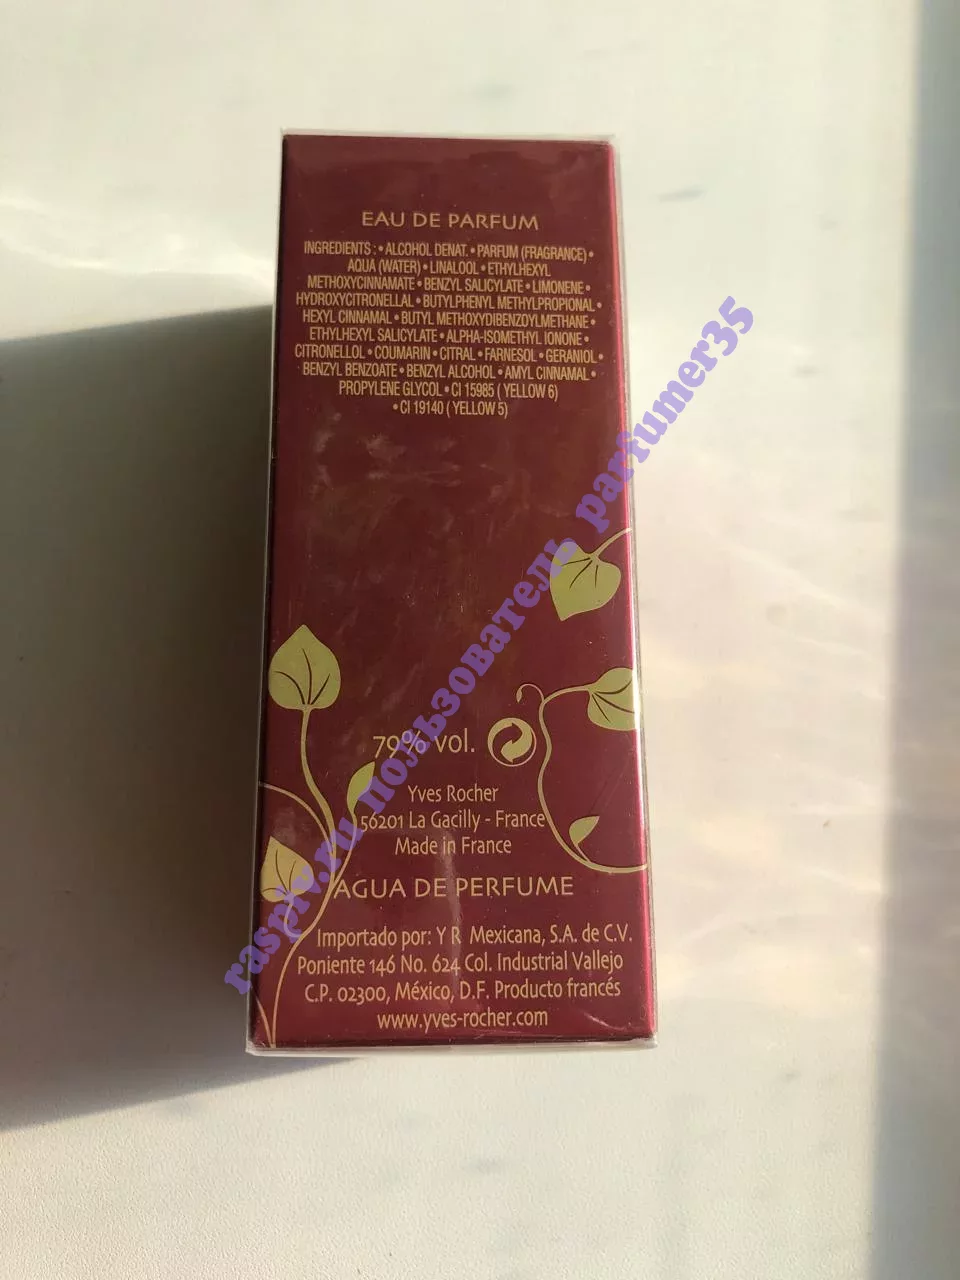 EAU DE PARFUM
INGREDIENTS : • ALCOHOL DENAT. • PARFUM (FRAGRANCE) •
AQUA (WATER) • LINALOOL • ETHYLHEXYL
METHOXYCINNAMATE • BENZYL SALICYLATE • LIMONENE •
HYDROXYCITRONELLAL • BUTYLPHENYL METHYLPROPIONAL •
HEXYL CINNAMAL • BUTYL METHOXYDIBENZOYLMETHANE •
ETHYLHEXYL SALICYLATE • ALPHA-ISOMETHYL IONONE •
CITRONELLOL • COUMARIN • CITRAL • FARNESOL • GERANIOL •
BENZYL BENZOATE • BENZYL ALCOHOL • AMYL CINNAMAL •
PROPYLENE GLYCOL • CI 15985 ( YELLOW 6)
• CI 19140 ( YELLOW 5)
79% vol.
Yves Rocher
56201 La Gacilly - France
Made in France
AGUA DE PERFUME
Importado por: Y R Mexicana, S.A. de C.V.
Poniente 146 No. 624 Col. Industrial Vallejo
C.P. 02300, México, D.F. Producto francés
www.yves-rocher.com
raspiv.ru пользователь parfumer35